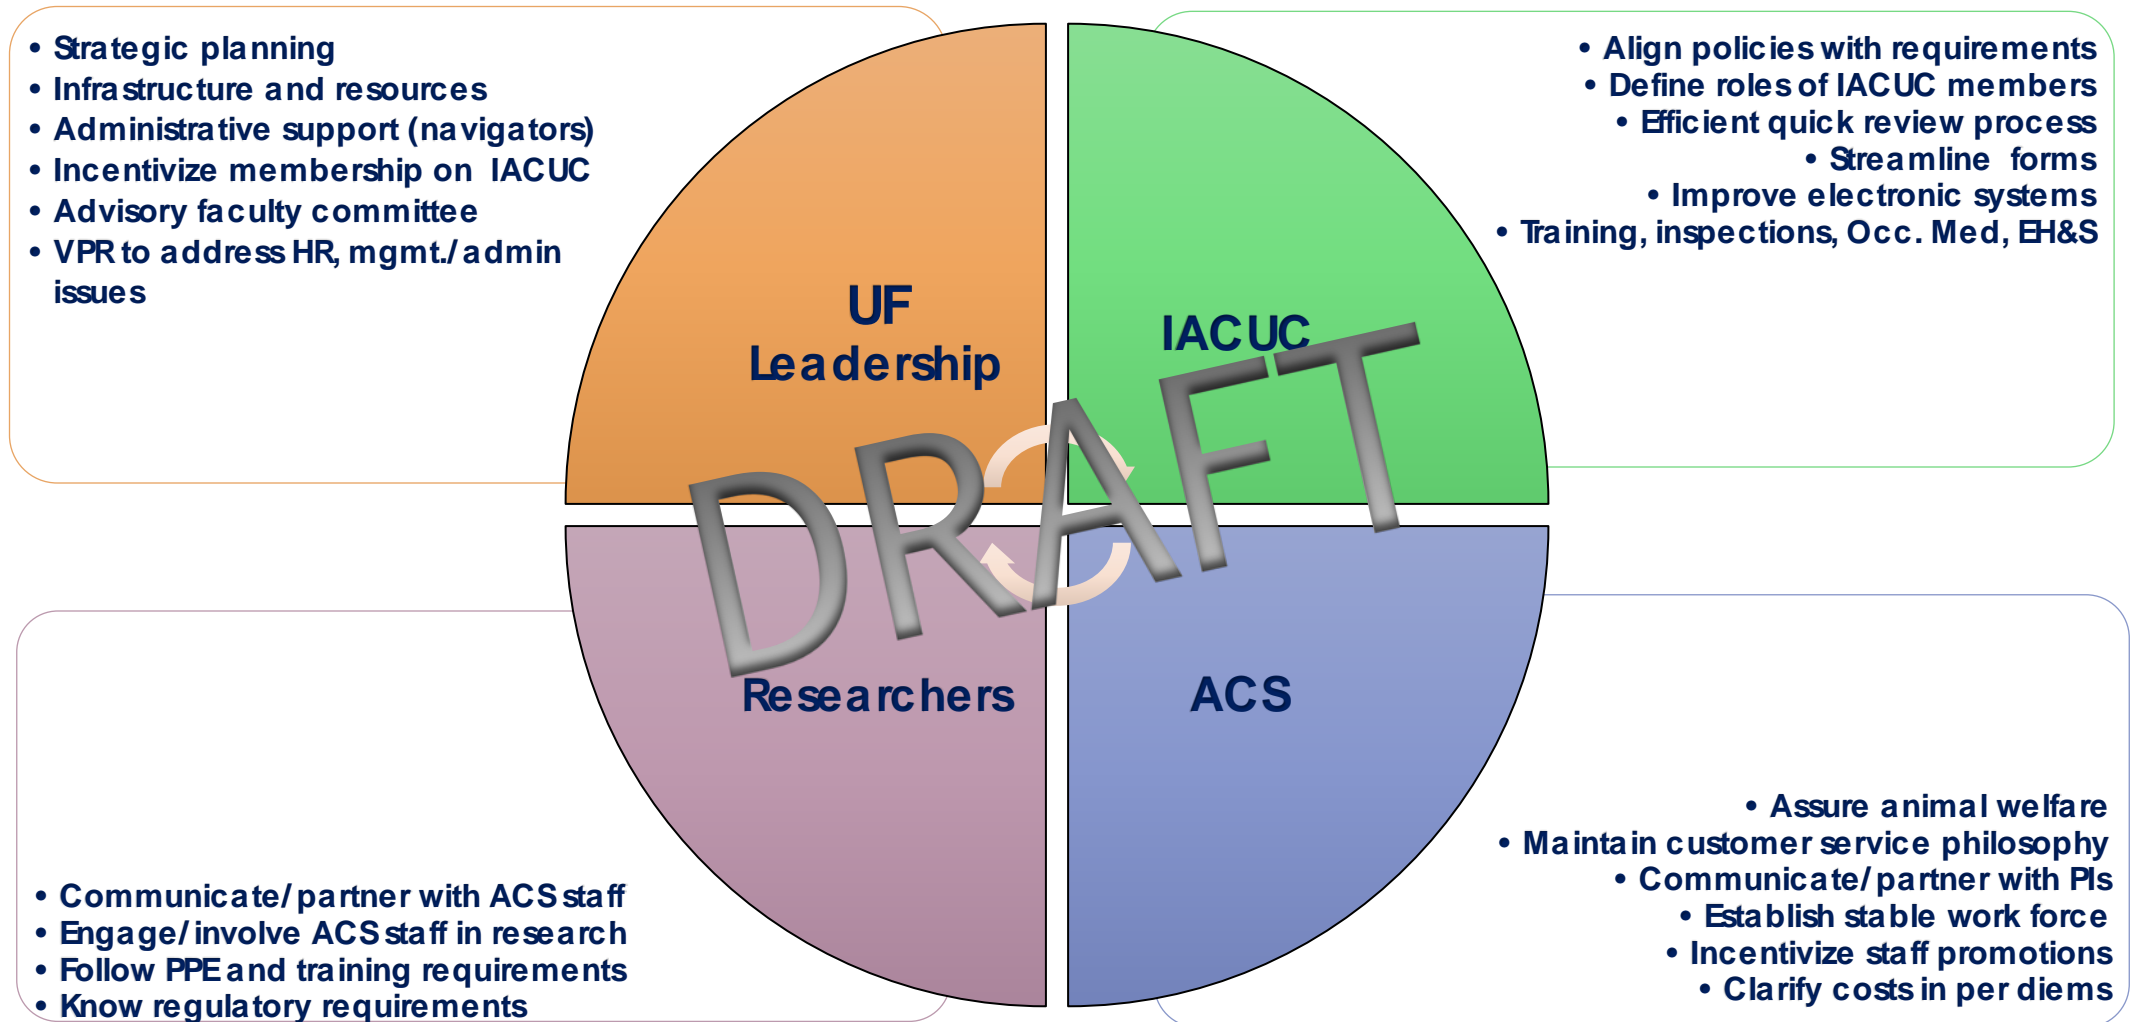 • Strategic planning
• Infrastructure and resources
• Administrative support (navigators)
• Incentivize membership on IACUC
• Advisory faculty committee
• VPR to address HR, mgmt./admin
issues
• Align policies with requirements
• Define roles of IACUC members
• Efficient quick review process
• Streamline forms
• Improve electronic systems
• Training, inspections, Occ. Med, EH&S
UF
Leadership
IACUC
DRAFT
Researchers
ACS
• Communicate/partner with ACS staff
• Engage/involve ACS staff in research
• Follow PPE and training requirements
• Know regulatory requirements
• Assure animal welfare
• Maintain customer service philosophy
• Communicate/partner with PIs
• Establish stable work force
• Incentivize staff promotions
• Clarify costs in per diems